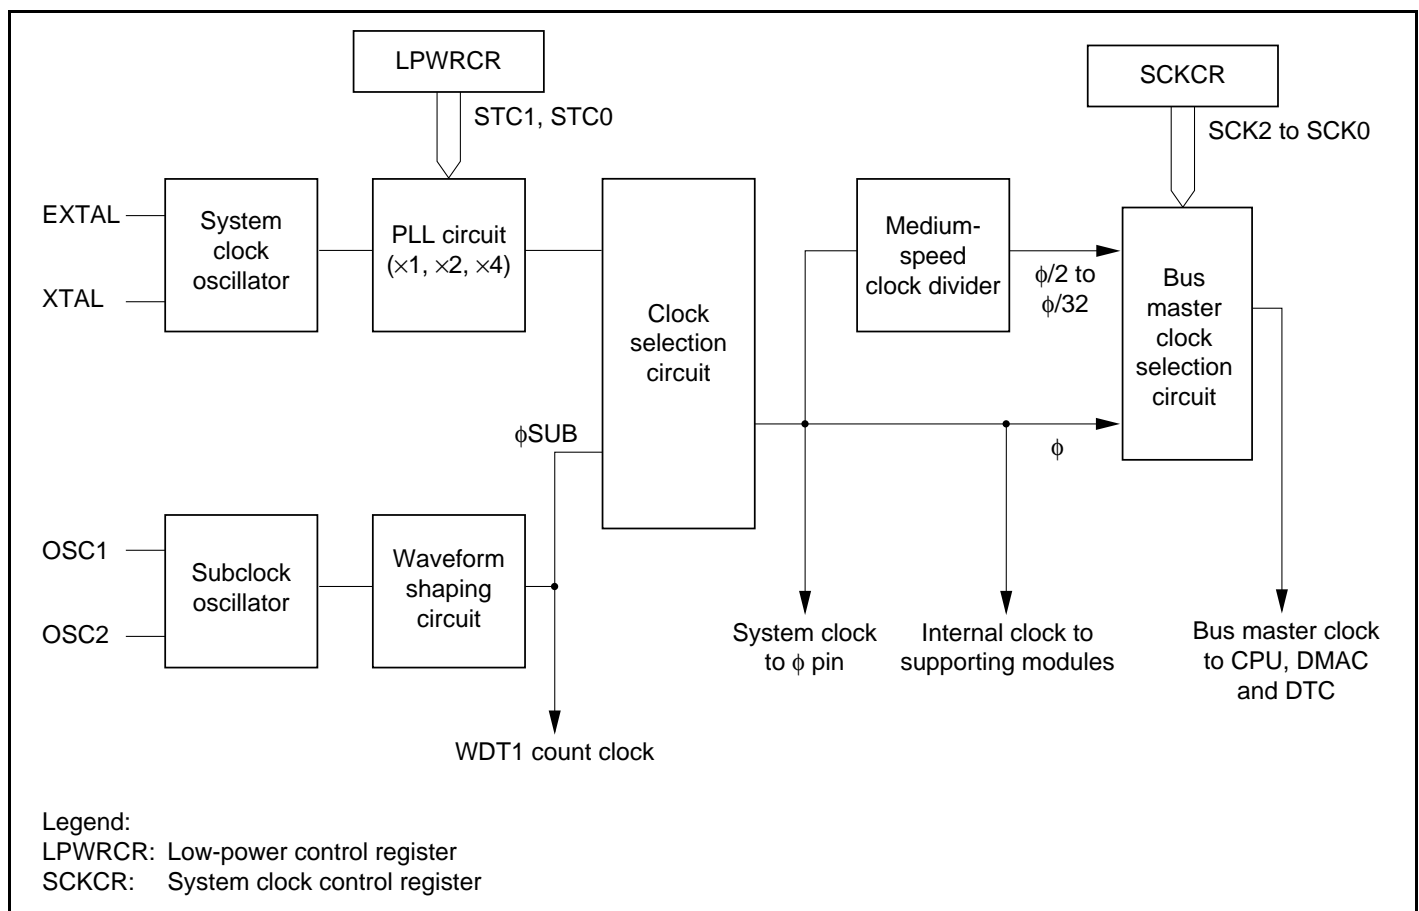 LPWRCR
STC1, STC0
SCKCR
SCK2 to SCK0
EXTAL
XTAL
System
clock
oscillator
PLL circuit
(×1, ×2, ×4)
Clock
selection
circuit
Medium-
speed
clock divider
ϕ/2 to
ϕ/32
Bus
master
clock
selection
circuit
ϕSUB
ϕ
OSC1
OSC2
Subclock
oscillator
Waveform
shaping
circuit
System clock
to ϕ pin
Internal clock to
supporting modules
Bus master clock
to CPU, DMAC
and DTC
WDT1 count clock
Legend:
LPWRCR: Low-power control register
SCKCR: System clock control register